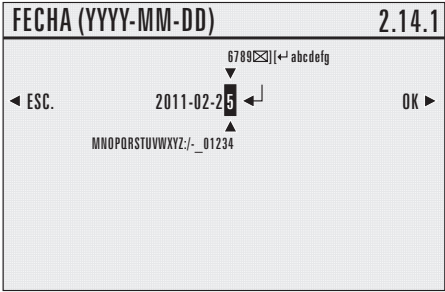 FECHA (YYYY-MM-DD) 2.14.1
6789☒][↵ abcdefg
◄ ESC. 2011-02-25 OK ►
MNOPQRSTUVWXYZ:/-_01234